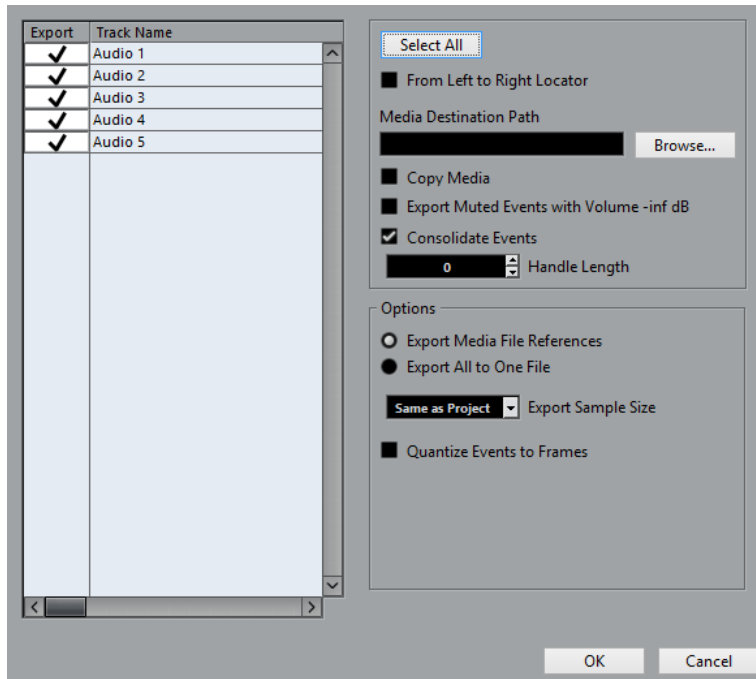 Export Track Name
Audio 1
Audio 2
Audio 3
Audio 4
Audio 5
Select All
From Left to Right Locator
Media Destination Path
Browse...
Copy Media
Export Muted Events with Volume -inf dB
Consolidate Events
0 Handle Length
Options
Export Media File References
Export All to One File
Same as Project Export Sample Size
Quantize Events to Frames
OK Cancel